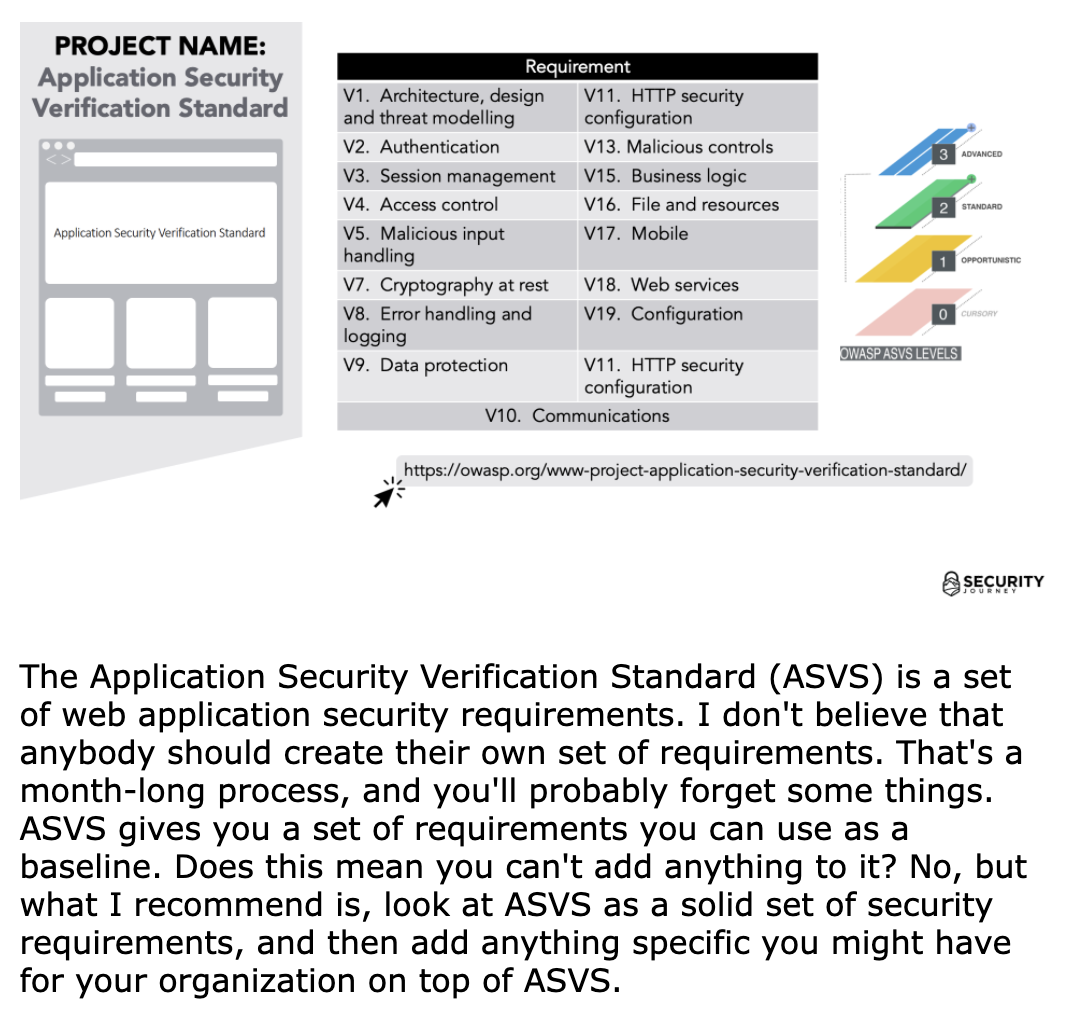 PROJECT NAME:
Application Security
Verification Standard
< >
Application Security Verification Standard
Requirement
V1. Architecture, design
and threat modelling
V11. HTTP security
configuration
V2. Authentication
V13. Malicious controls
V3. Session management
V15. Business logic
V4. Access control
V16. File and resources
V5. Malicious input
handling
V17. Mobile
V7. Cryptography at rest
V18. Web services
V8. Error handling and
logging
V19. Configuration
V9. Data protection
V11. HTTP security
configuration
V10. Communications
3 ADVANCED
2 STANDARD
1 OPPORTUNISTIC
0 CURSORY
OWASP ASVS LEVELS
https://owasp.org/www-project-application-security-verification-standard/
SECURITY
JOURNEY
The Application Security Verification Standard (ASVS) is a set
of web application security requirements. I don't believe that
anybody should create their own set of requirements. That's a
month-long process, and you'll probably forget some things.
ASVS gives you a set of requirements you can use as a
baseline. Does this mean you can't add anything to it? No, but
what I recommend is, look at ASVS as a solid set of security
requirements, and then add anything specific you might have
for your organization on top of ASVS.